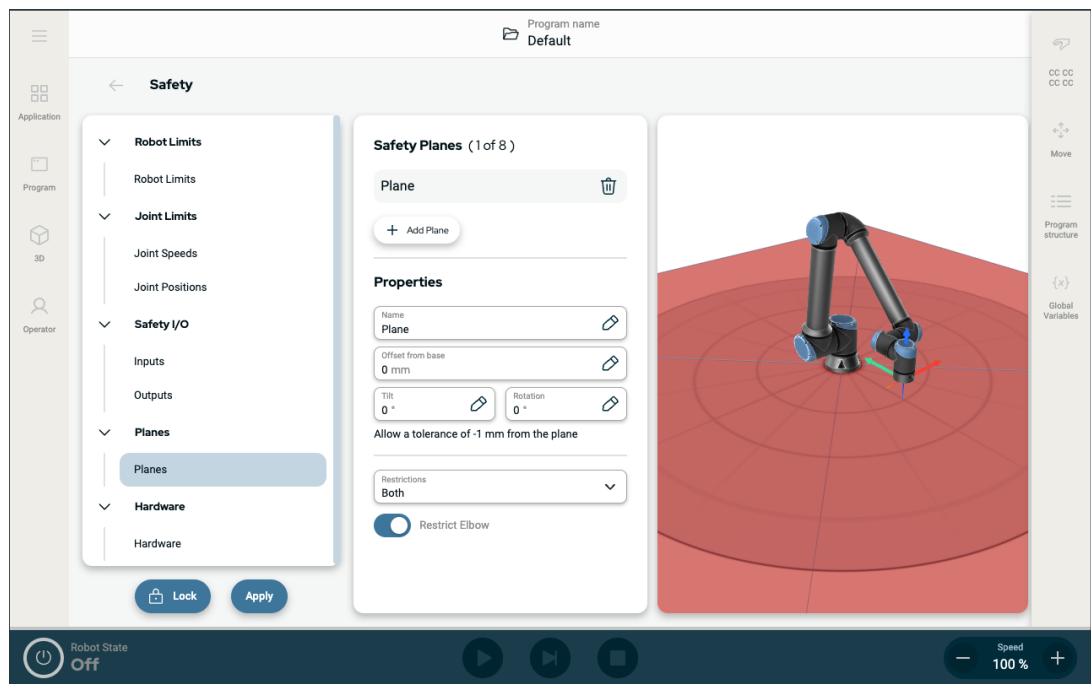 Program name
Default
Application
Program
3D
Operator
Safety
Robot Limits
Robot Limits
Joint Limits
Joint Speeds
Joint Positions
Safety I/O
Inputs
Outputs
Planes
Planes
Hardware
Hardware
Lock
Apply
Safety Planes (1 of 8)
Plane
Add Plane
Properties
Name
Plane
Offset from base
0 mm
Tilt
0 °
Rotation
0 °
Allow a tolerance of -1 mm from the plane
Restrictions
Both
Restrict Elbow
CC CC
CC CC
Move
Program
structure
{x}
Global
Variables
Robot State
Off
Speed
100 %